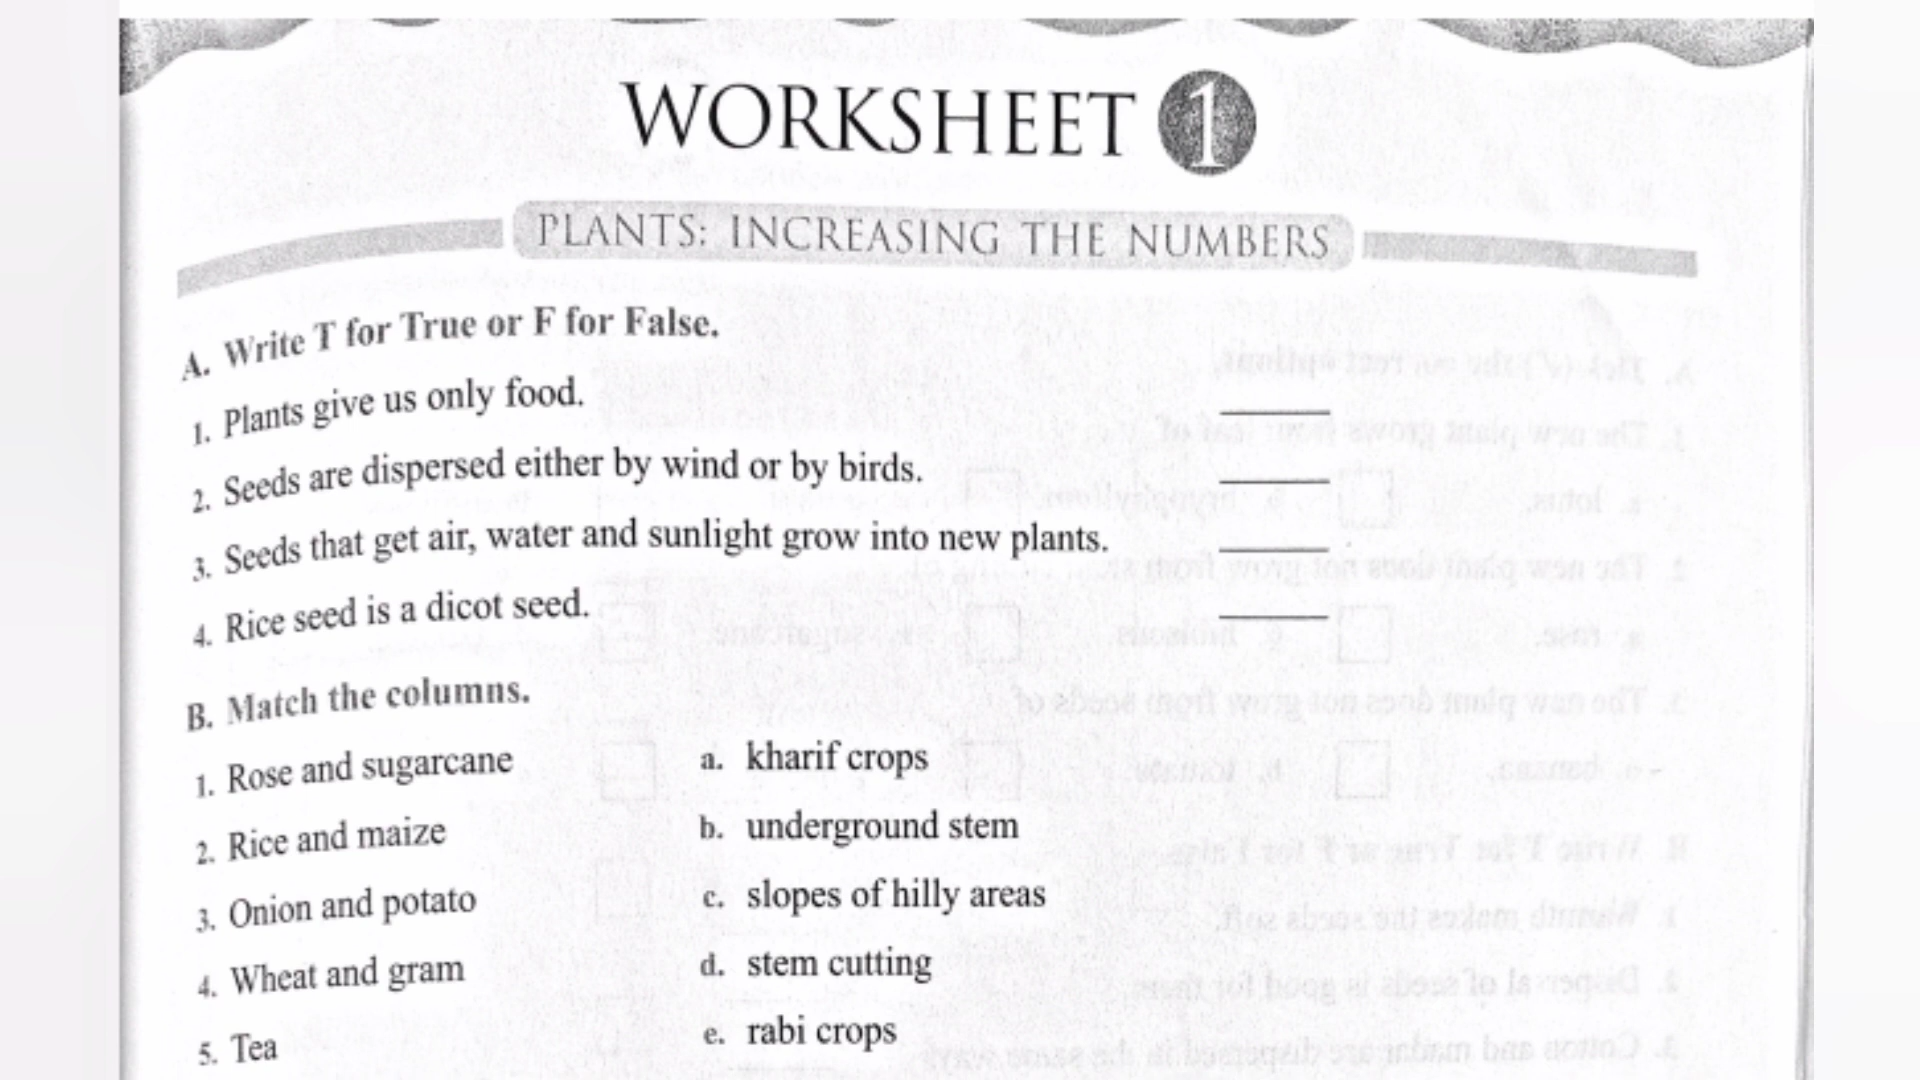 WORKSHEET 1
PLANTS: INCREASING THE NUMBERS
A. Write T for True or F for False.
1. Plants give us only food.
2. Seeds are dispersed either by wind or by birds.
3. Seeds that get air, water and sunlight grow into new plants.
4. Rice seed is a dicot seed.
B. Match the columns.
1. Rose and sugarcane a. kharif crops
2. Rice and maize b. underground stem
3. Onion and potato c. slopes of hilly areas
4. Wheat and gram d. stem cutting
5. Tea e. rabi crops